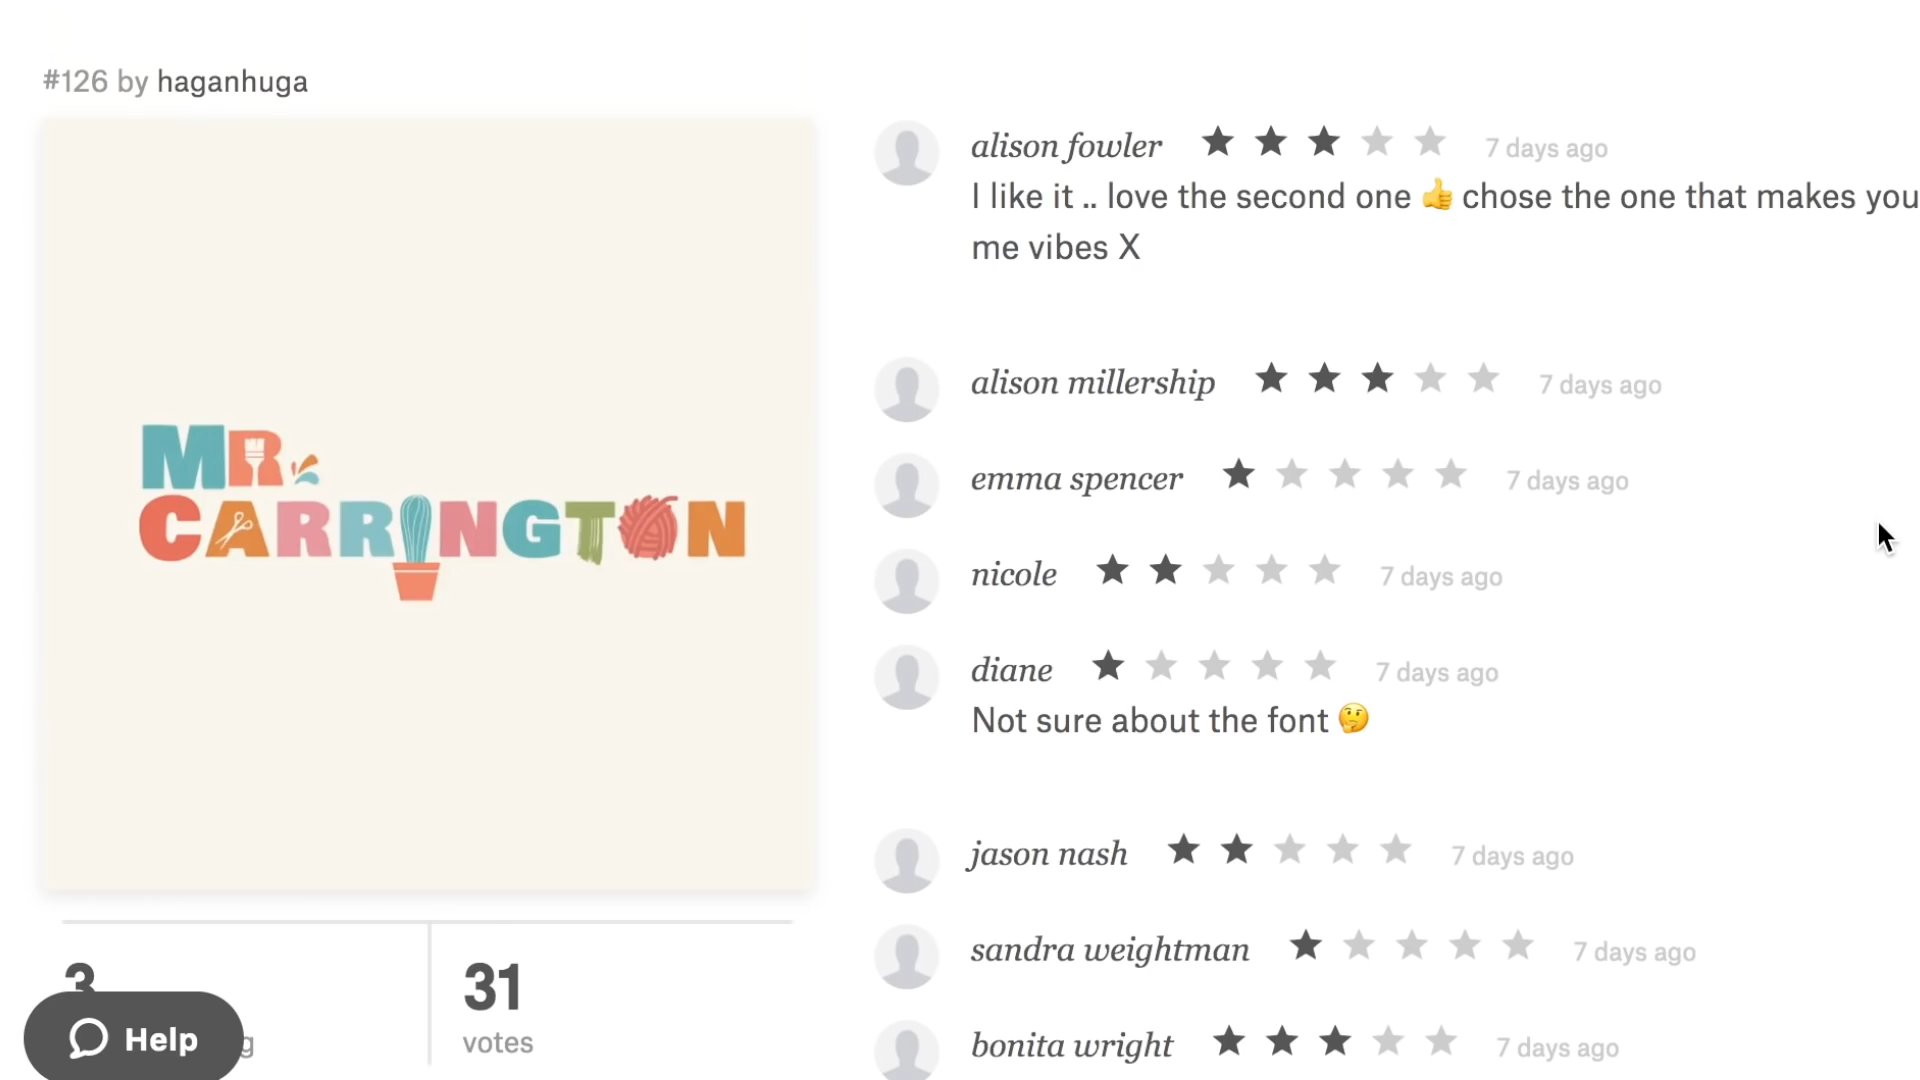 #126 by haganhuga
MR
CARRINGTON
3
31
votes
Help
alison fowler 7 days ago
I like it .. love the second one 👍 chose the one that makes you
me vibes X
alison millership 7 days ago
emma spencer 7 days ago
nicole 7 days ago
diane 7 days ago
Not sure about the font 🤔
jason nash 7 days ago
sandra weightman 7 days ago
bonita wright 7 days ago